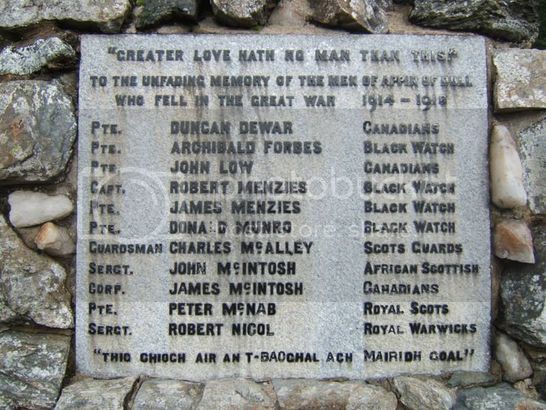 "GREATER LOVE HATH NO MAN THAN THIS"
TO THE UNFADING MEMORY OF THE MEN OF APPIN OF DULL
WHO FELL IN THE GREAT WAR 1914 – 1918
PTE. DUNCAN DEWAR CANADIANS
PTE. ARCHIBALD FORBES BLACK WATCH
PTE. JOHN LOW CANADIANS
CAPT. ROBERT MENZIES BLACK WATCH
PTE. JAMES MENZIES BLACK WATCH
PTE. DONALD MUNRO BLACK WATCH
GUARDSMAN CHARLES McALLEY SCOTS GUARDS
SERGT. JOHN McINTOSH AFRICAN SCOTTISH
CORP. JAMES McINTOSH CANADIANS
PTE. PETER McNAB ROYAL SCOTS
SERGT. ROBERT NICOL ROYAL WARWICKS
"THIG CRIOCH AIR AN T-SAOGHAL ACH MAIRIDH GOAL"
photobucket